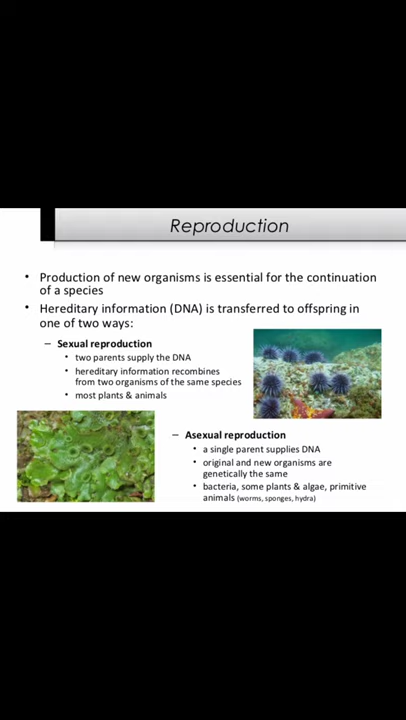 Reproduction
• Production of new organisms is essential for the continuation
of a species
• Hereditary information (DNA) is transferred to offspring in
one of two ways:
– Sexual reproduction
• two parents supply the DNA
• hereditary information recombines
from two organisms of the same species
• most plants & animals
– Asexual reproduction
• a single parent supplies DNA
• original and new organisms are
genetically the same
• bacteria, some plants & algae, primitive
animals (worms, sponges, hydra)